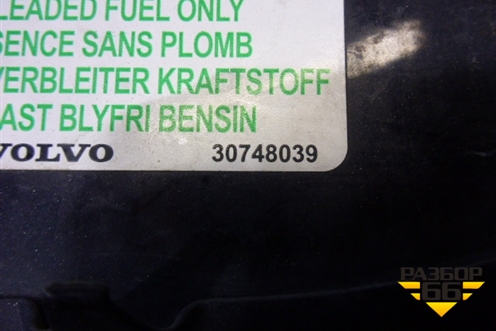 LEADED FUEL ONLY
SENCE SANS PLOMB
VERBLEITER KRAFTSTOFF
AST BLYFRI BENSIN
VOLVO 30748039
РАЗБОР
66